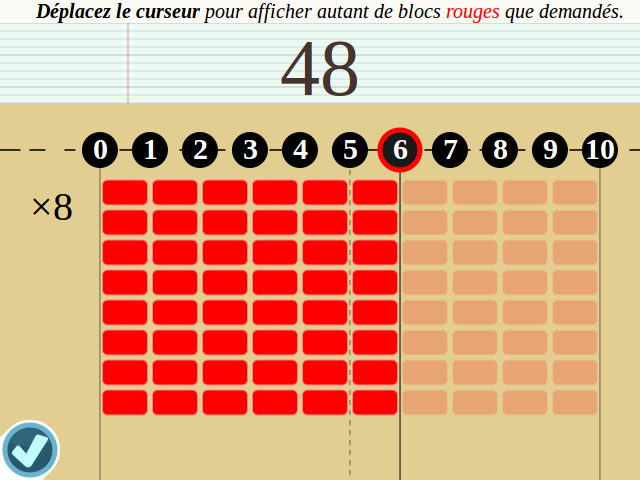 Déplacez le curseur pour afficher autant de blocs rouges que demandés.
48
0 1 2 3 4 5 6 7 8 9 10
×8